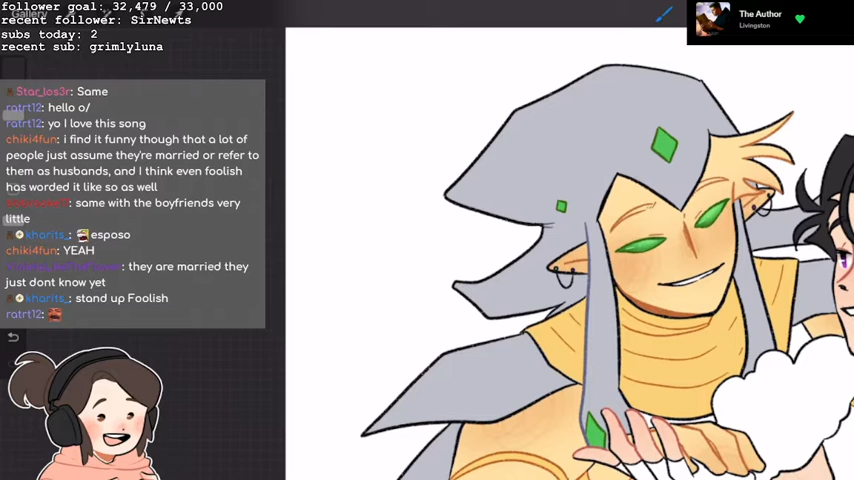 follower goal: 32,479 / 33,000
Gallery
recent follower: SirNewts
subs today: 2
recent sub: grimlyluna
The Author
Livingston
Star_los3r: Same
ratrt12: hello o/
ratrt12: yo I love this song
chiki4fun: i find it funny though that a lot of
people just assume they're married or refer to
them as husbands, and I think even foolish
has worded it like so as well
same with the boyfriends very
little
kharits_: esposo
chiki4fun: YEAH
they are married they
just dont know yet
kharits_: stand up Foolish
ratrt12: